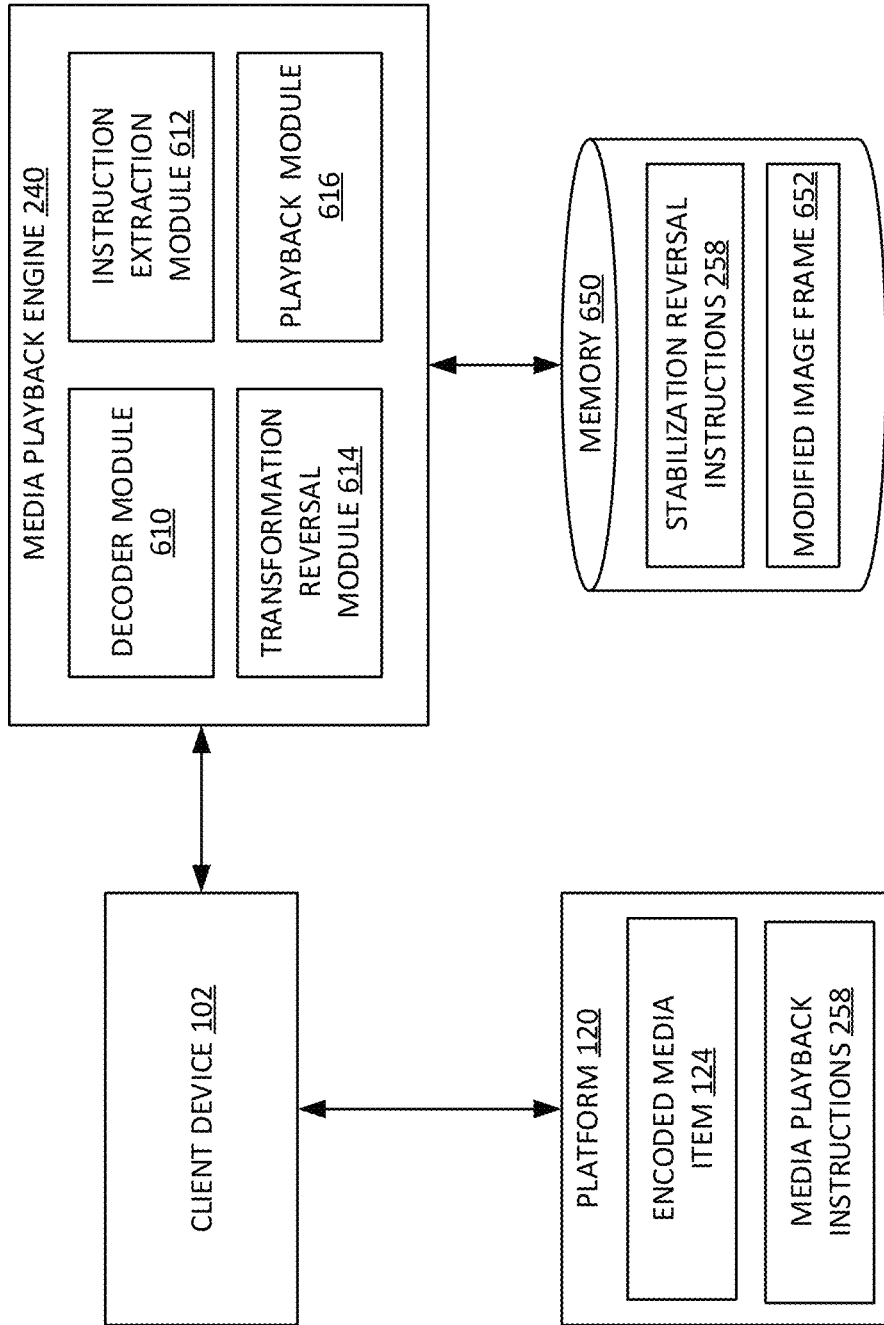 CLIENT DEVICE 102
MEDIA PLAYBACK ENGINE 240
DECODER MODULE
610
INSTRUCTION
EXTRACTION
MODULE 612
TRANSFORMATION
REVERSAL
MODULE 614
PLAYBACK MODULE
616
PLATFORM 120
ENCODED MEDIA
ITEM 124
MEDIA PLAYBACK
INSTRUCTIONS 258
MEMORY 650
STABILIZATION REVERSAL
INSTRUCTIONS 258
MODIFIED IMAGE FRAME 652